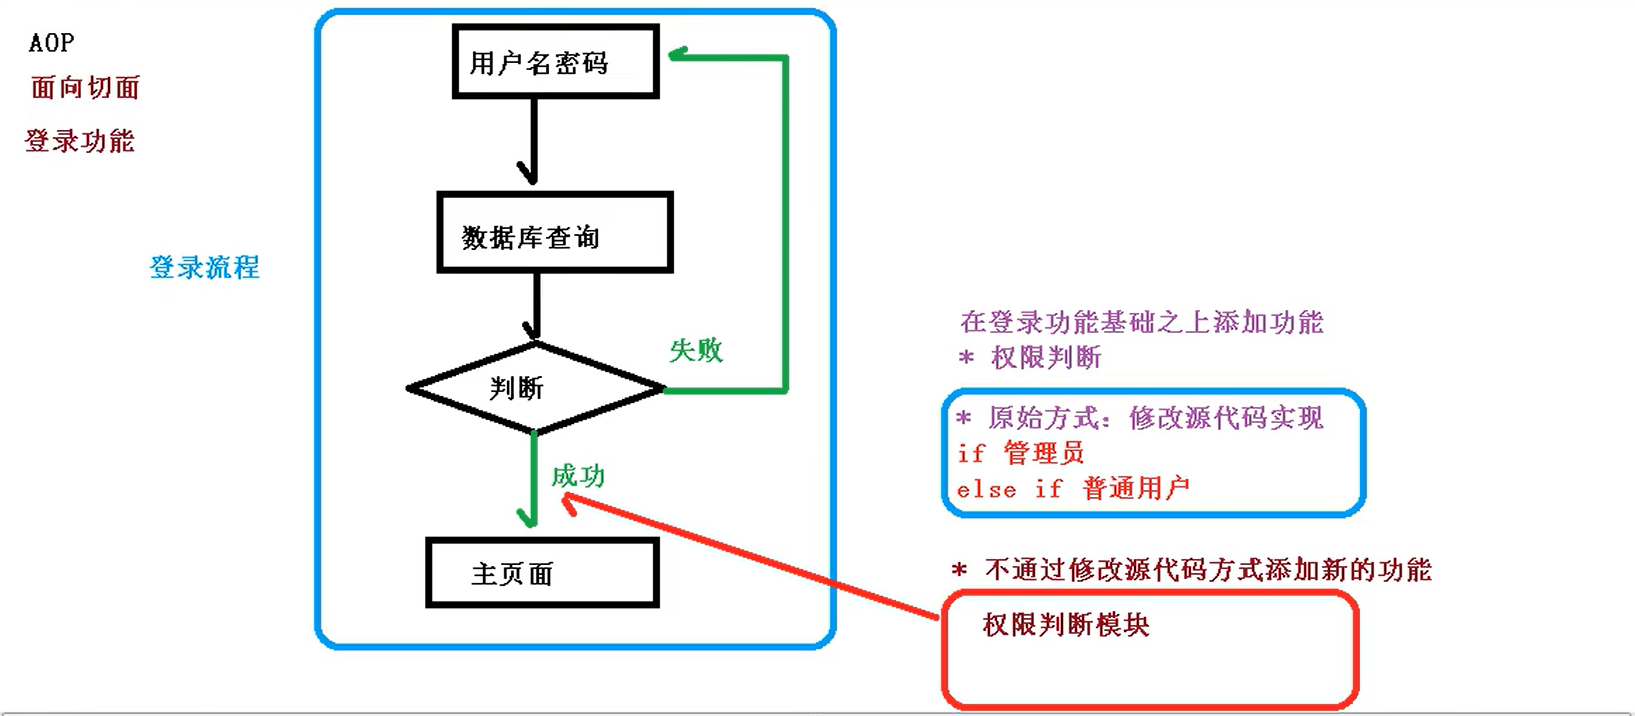 AOP
面向切面
登录功能
登录流程
用户名密码
数据库查询
判断
失败
成功
主页面
在登录功能基础之上添加功能
* 权限判断
* 原始方式：修改源代码实现
if 管理员
else if 普通用户
* 不通过修改源代码方式添加新的功能
权限判断模块